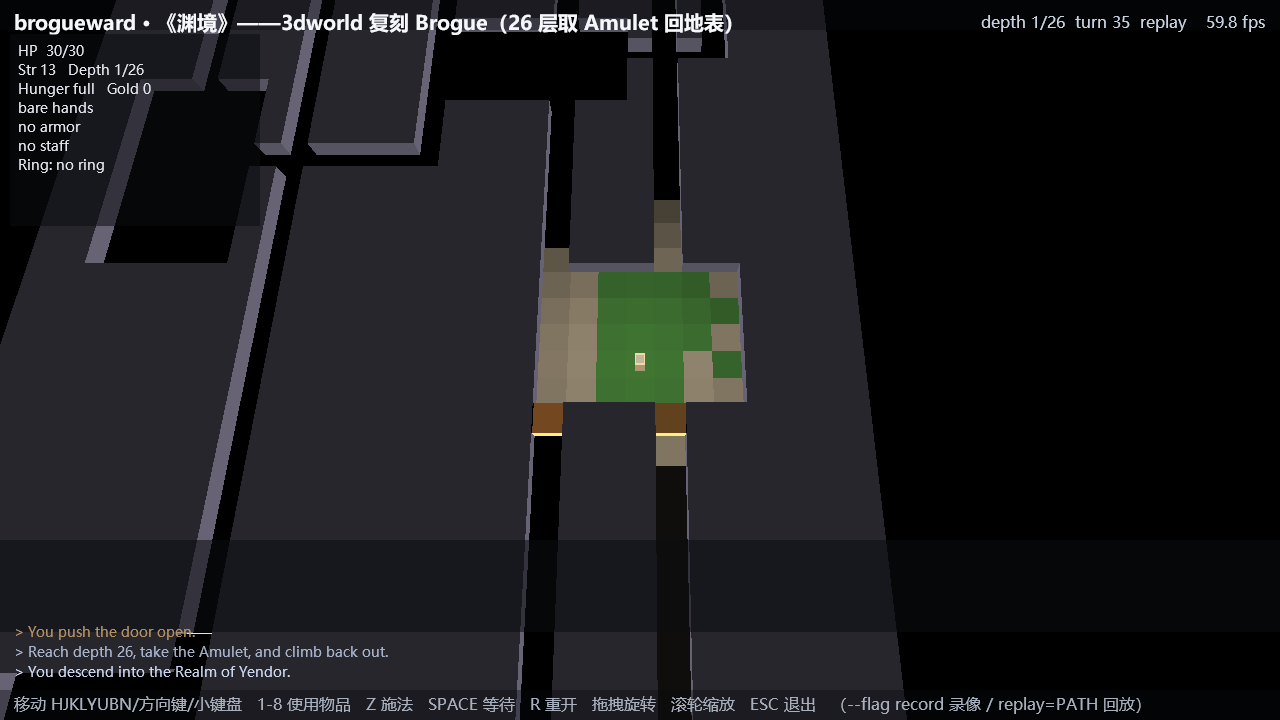 brogueward •《渊境》——3dworld 复刻 Brogue（26 层取 Amulet 回地表）
depth 1/26 turn 35 replay 59.8 fps
HP 30/30
Str 13 Depth 1/26
Hunger full Gold 0
bare hands
no armor
no staff
Ring: no ring
> You push the door open.
> Reach depth 26, take the Amulet, and climb back out.
> You descend into the Realm of Yendor.
移动 HJKLYUBN/方向键/小键盘 1-8 使用物品 Z 施法 SPACE 等待 R 重开 拖拽旋转 滚轮缩放 ESC 退出 （--flag record 录像 / replay=PATH 回放）